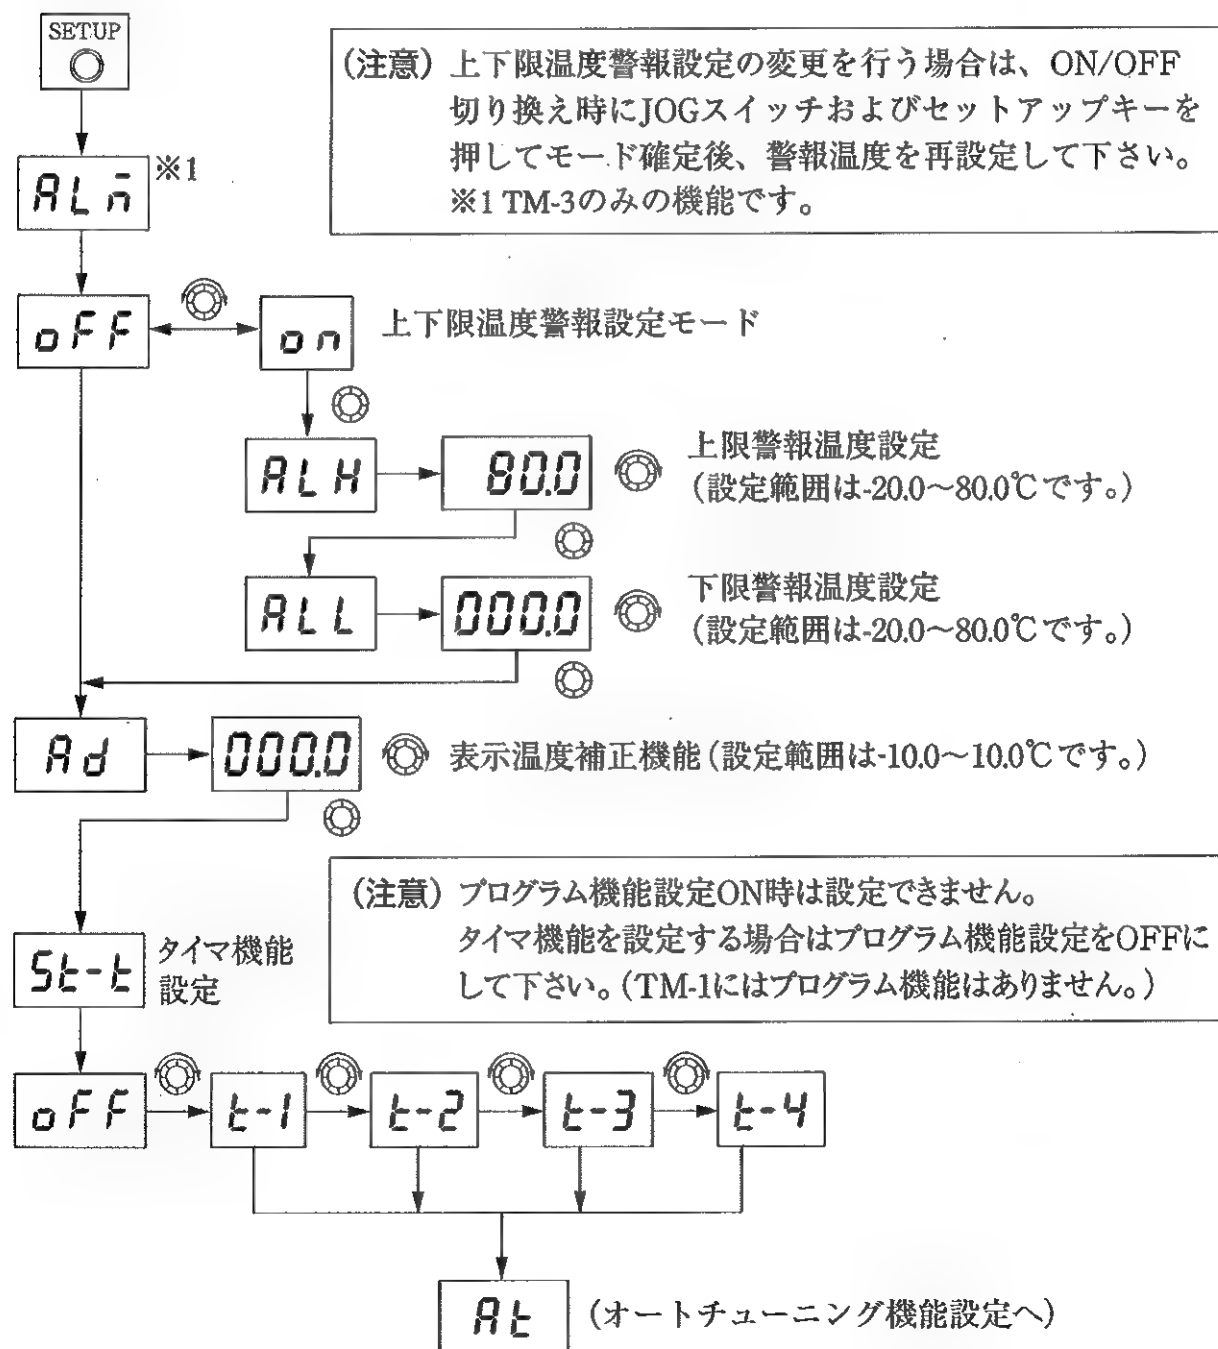 SETUP
(注意) 上下限温度警報設定の変更を行う場合は、ON/OFF
切り換え時にJOGスイッチおよびセットアップキーを
押してモード確定後、警報温度を再設定して下さい。
※1 TM-3のみの機能です。
ALM ※1
oFF
on 上下限温度警報設定モード
ALH
80.0
上限警報温度設定
(設定範囲は-20.0～80.0℃です。)
ALL
000.0
下限警報温度設定
(設定範囲は-20.0～80.0℃です。)
Ad
000.0
表示温度補正機能(設定範囲は-10.0～10.0℃です。)
(注意) プログラム機能設定ON時は設定できません。
タイマ機能を設定する場合はプログラム機能設定をOFFに
して下さい。(TM-1にはプログラム機能はありません。)
St-t
タイマ機能
設定
oFF
t-1
t-2
t-3
t-4
At
(オートチューニング機能設定へ)